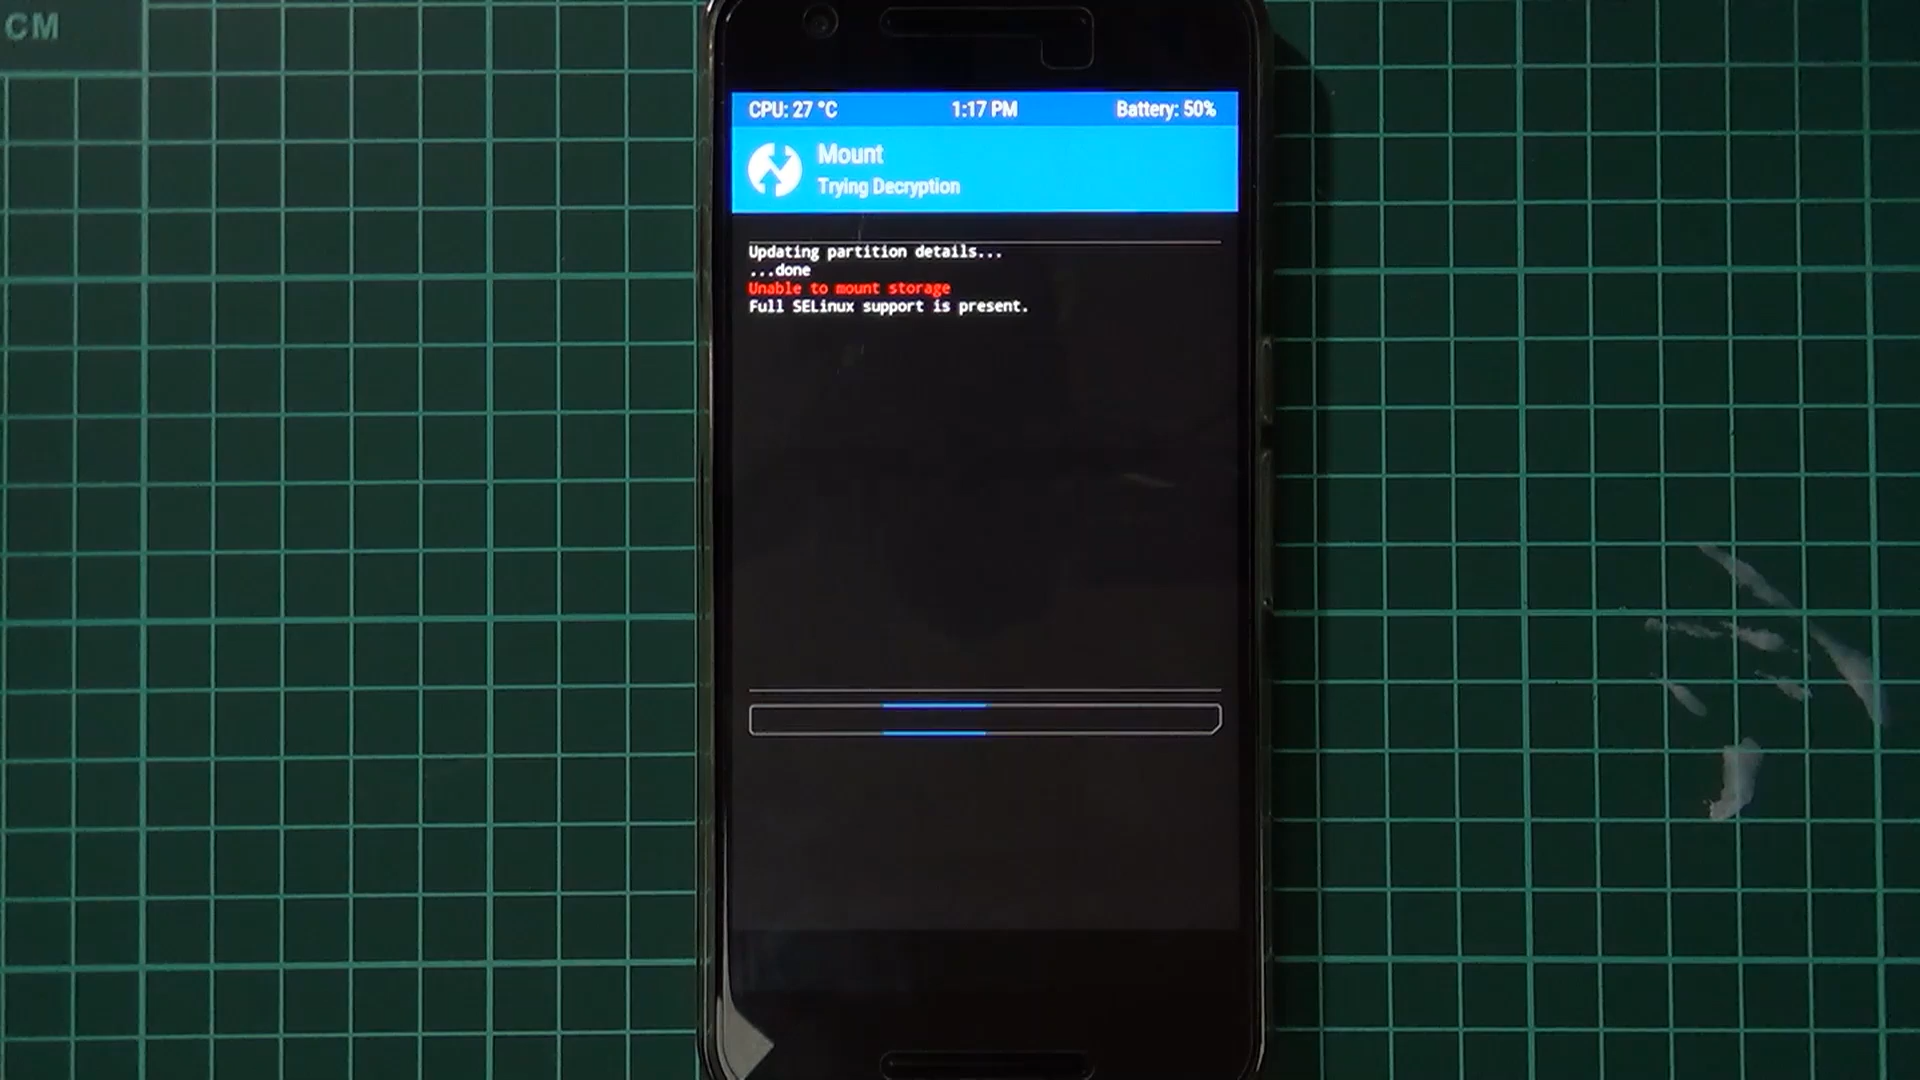 CM
CPU: 27 °C
1:17 PM
Battery: 50%
Mount
Trying Decryption
Updating partition details...
...done
Unable to mount storage
Full SELinux support is present.